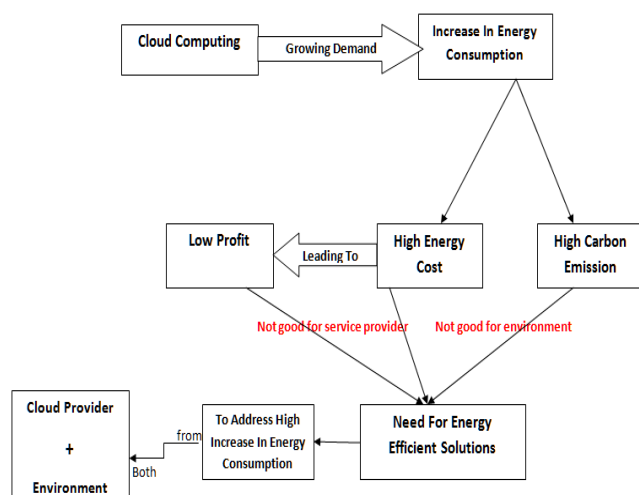 Cloud Computing
Growing Demand
Increase In Energy
Consumption
Low Profit
Leading To
High Energy
Cost
High Carbon
Emission
Not good for service provider
Not good for environment
Cloud Provider
+
Environment
from
Both
To Address High
Increase In Energy
Consumption
Need For Energy
Efficient Solutions